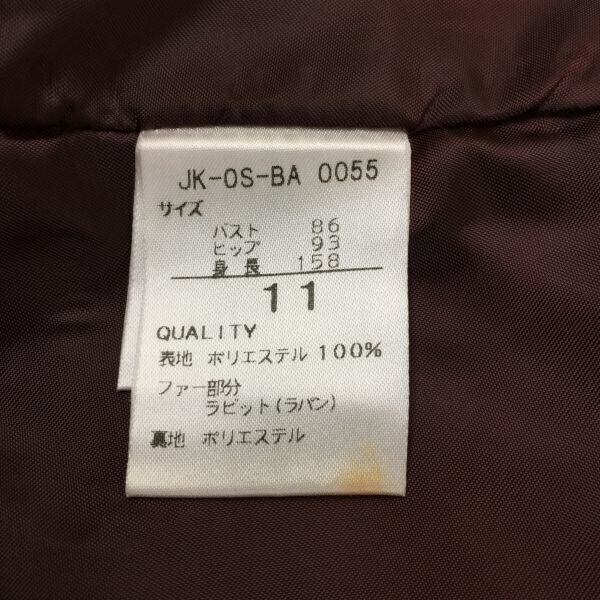 JK-OS-BA 0055
サイズ
バスト 86
ヒップ 93
身長 158
11
QUALITY
表地 ポリエステル 100%
ファー部分
ラビット(ラパン)
裏地 ポリエステル